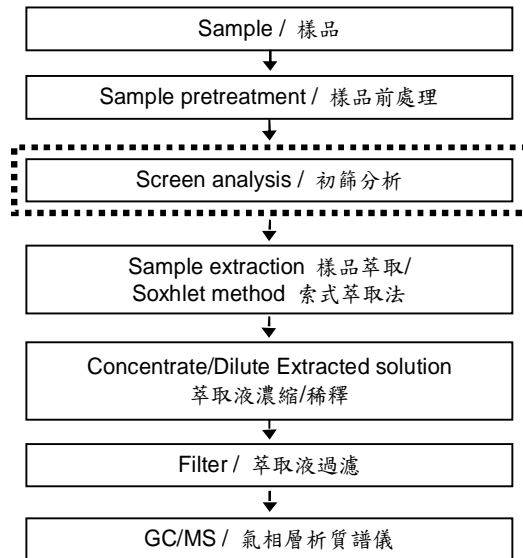 Sample / 樣品
Sample pretreatment / 樣品前處理
Screen analysis / 初篩分析
Sample extraction 樣品萃取/
Soxhlet method 索式萃取法
Concentrate/Dilute Extracted solution
萃取液濃縮/稀釋
Filter / 萃取液過濾
GC/MS / 氣相層析質譜儀